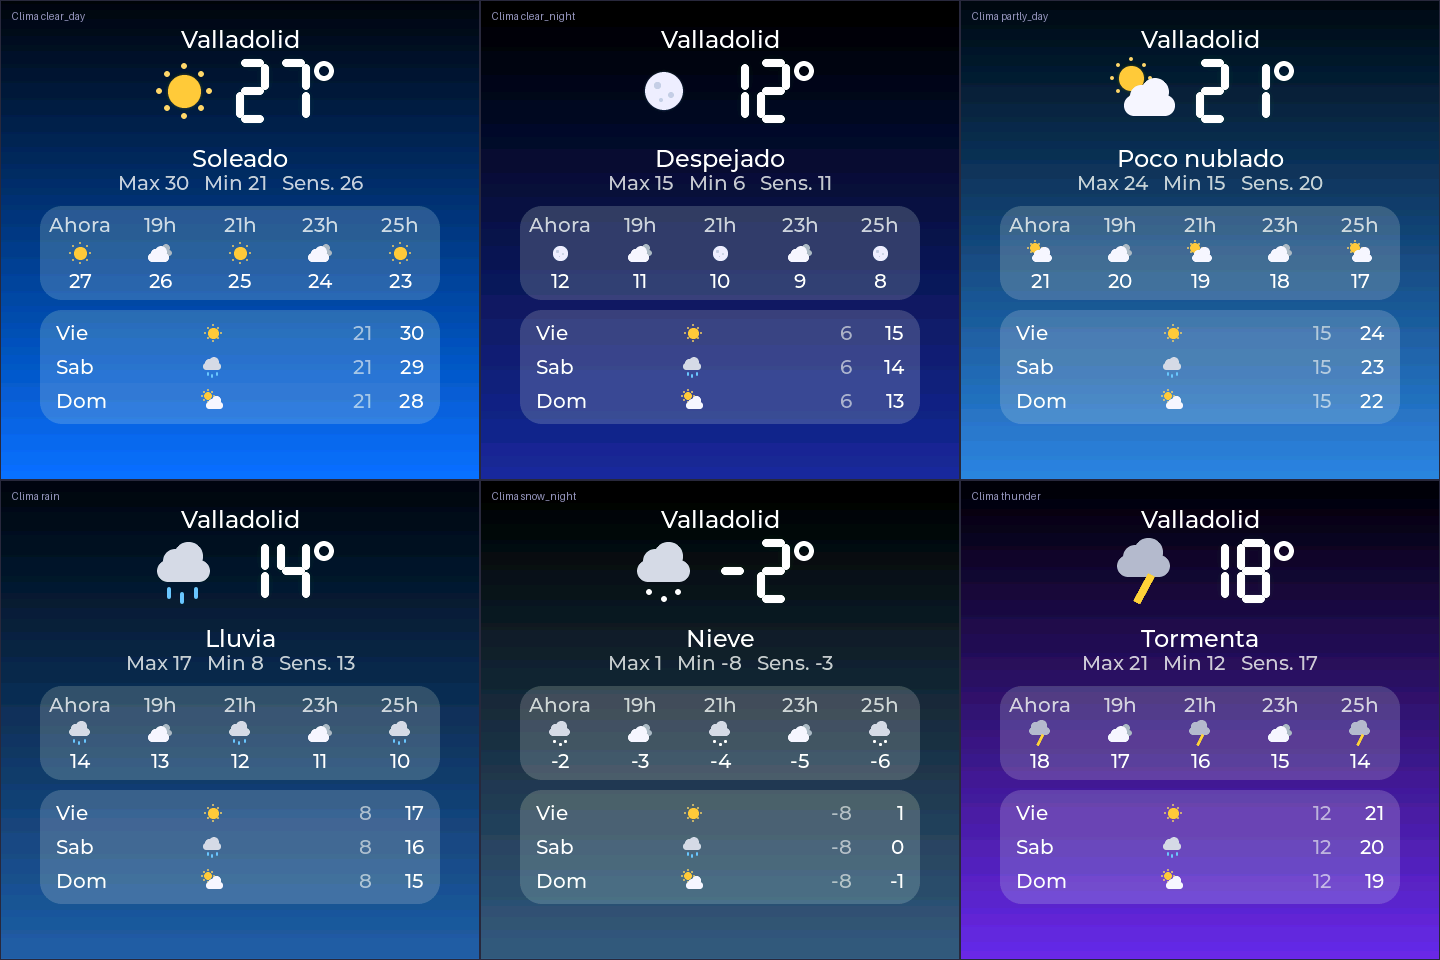 Clima clear_day
Valladolid
27°
Soleado
Max 30 Min 21 Sens. 26
Ahora 19h 21h 23h 25h
27 26 25 24 23
Vie 21 30
Sab 21 29
Dom 21 28
Clima clear_night
Valladolid
12°
Despejado
Max 15 Min 6 Sens. 11
Ahora 19h 21h 23h 25h
12 11 10 9 8
Vie 6 15
Sab 6 14
Dom 6 13
Clima partly_day
Valladolid
21°
Poco nublado
Max 24 Min 15 Sens. 20
Ahora 19h 21h 23h 25h
21 20 19 18 17
Vie 15 24
Sab 15 23
Dom 15 22
Clima rain
Valladolid
14°
Lluvia
Max 17 Min 8 Sens. 13
Ahora 19h 21h 23h 25h
14 13 12 11 10
Vie 8 17
Sab 8 16
Dom 8 15
Clima snow_night
Valladolid
-2°
Nieve
Max 1 Min -8 Sens. -3
Ahora 19h 21h 23h 25h
-2 -3 -4 -5 -6
Vie -8 1
Sab -8 0
Dom -8 -1
Clima thunder
Valladolid
18°
Tormenta
Max 21 Min 12 Sens. 17
Ahora 19h 21h 23h 25h
18 17 16 15 14
Vie 12 21
Sab 12 20
Dom 12 19